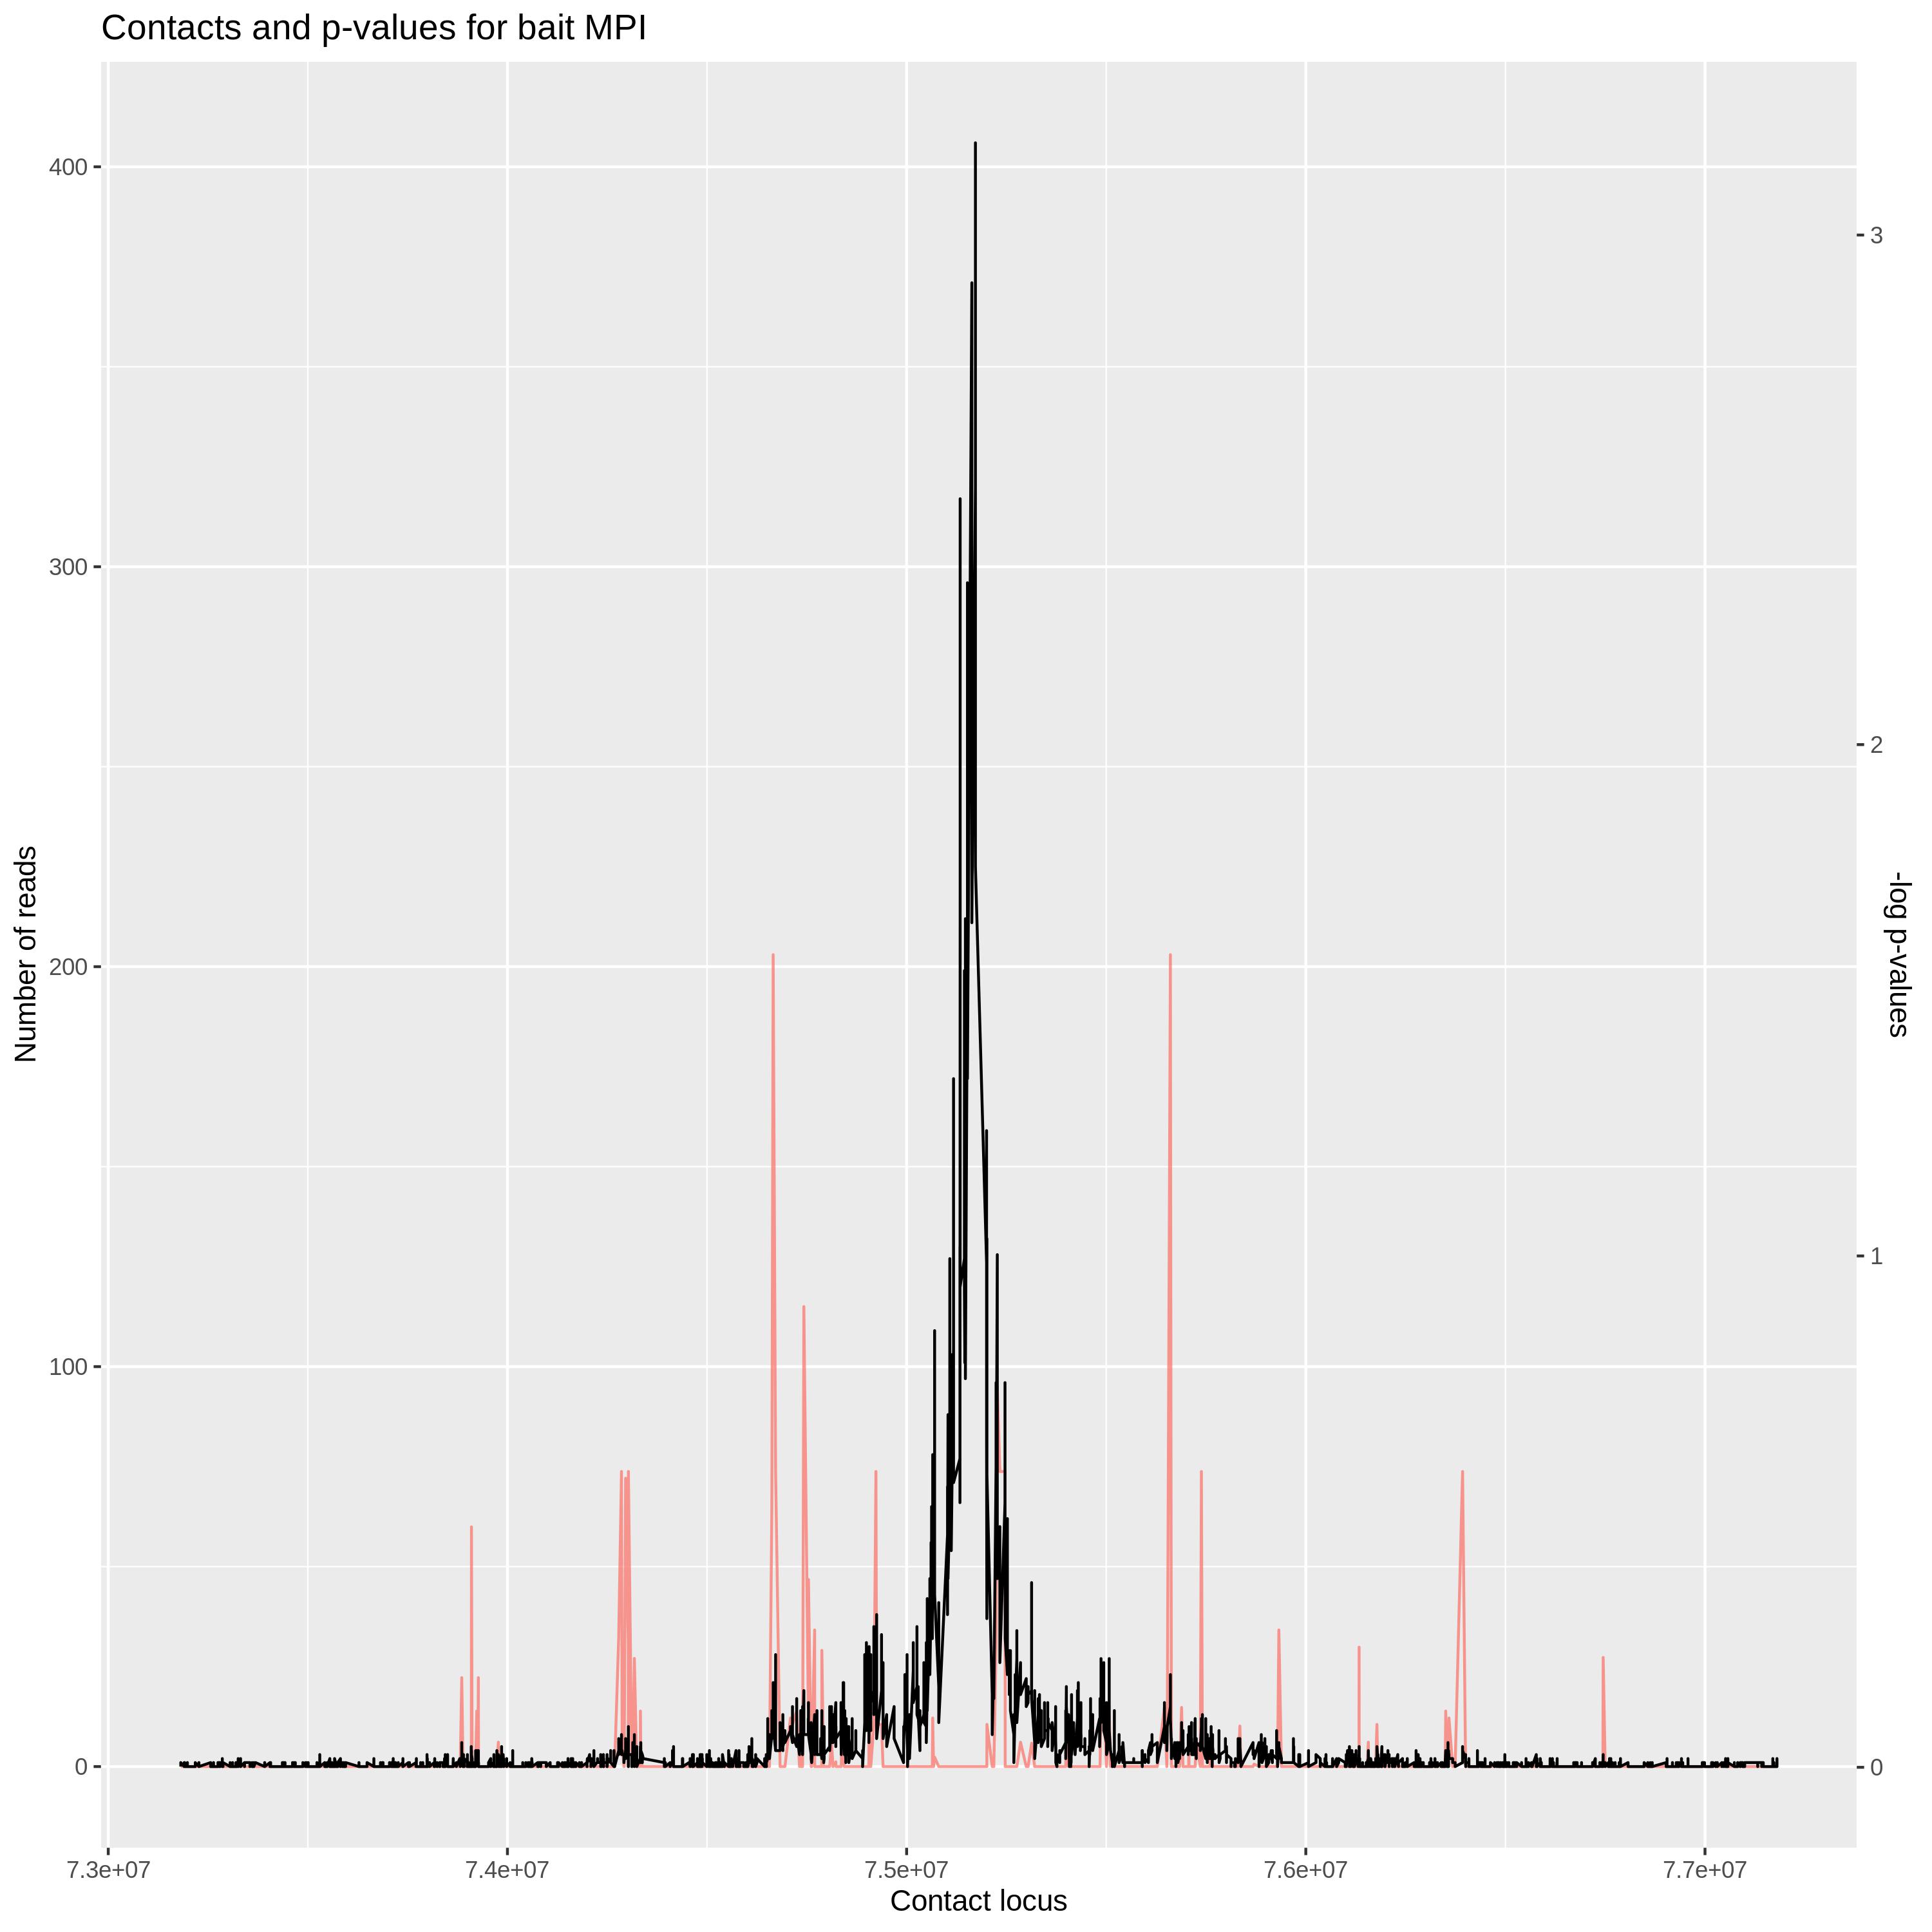 Contacts and p-values for bait MPI
400
300
200
100
0
3
2
1
0
Number of reads
-log p-values
7.3e+07 7.4e+07 7.5e+07 7.6e+07 7.7e+07
Contact locus